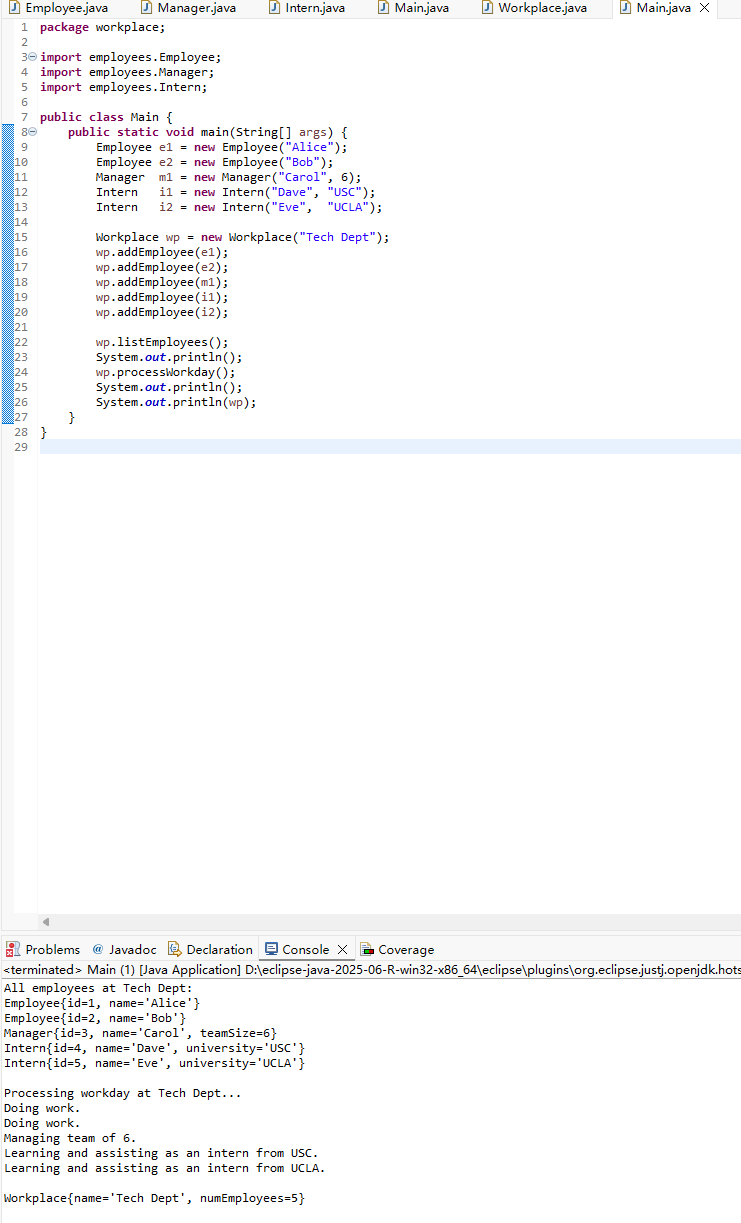 Employee.java Manager.java Intern.java Main.java Workplace.java Main.java
1 package workplace;
2
3 import employees.Employee;
4 import employees.Manager;
5 import employees.Intern;
6
7 public class Main {
8     public static void main(String[] args) {
9         Employee e1 = new Employee("Alice");
10         Employee e2 = new Employee("Bob");
11         Manager  m1 = new Manager("Carol", 6);
12         Intern   i1 = new Intern("Dave", "USC");
13         Intern   i2 = new Intern("Eve",  "UCLA");
14
15         Workplace wp = new Workplace("Tech Dept");
16         wp.addEmployee(e1);
17         wp.addEmployee(e2);
18         wp.addEmployee(m1);
19         wp.addEmployee(i1);
20         wp.addEmployee(i2);
21
22         wp.listEmployees();
23         System.out.println();
24         wp.processWorkday();
25         System.out.println();
26         System.out.println(wp);
27     }
28 }
29
Problems @ Javadoc Declaration Console Coverage
<terminated> Main (1) [Java Application] D:\eclipse-java-2025-06-R-win32-x86_64\eclipse\plugins\org.eclipse.justj.openjdk.hots
All employees at Tech Dept:
Employee{id=1, name='Alice'}
Employee{id=2, name='Bob'}
Manager{id=3, name='Carol', teamSize=6}
Intern{id=4, name='Dave', university='USC'}
Intern{id=5, name='Eve', university='UCLA'}

Processing workday at Tech Dept...
Doing work.
Doing work.
Managing team of 6.
Learning and assisting as an intern from USC.
Learning and assisting as an intern from UCLA.

Workplace{name='Tech Dept', numEmployees=5}